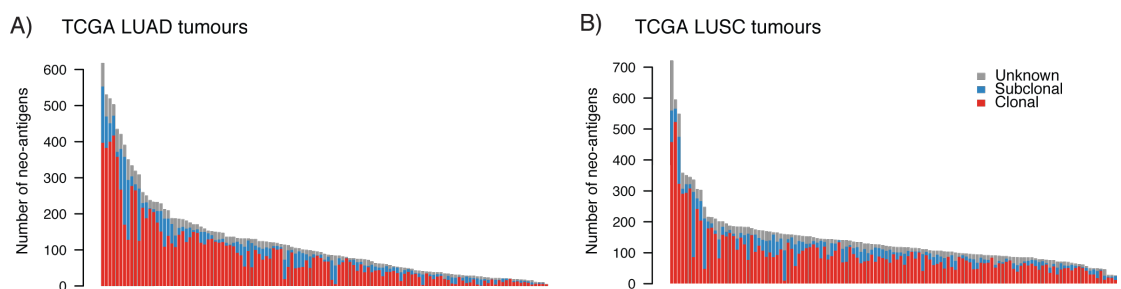 A) TCGA LUAD tumours
Number of neo-antigens
600
500
400
300
200
100
0
B) TCGA LUSC tumours
Number of neo-antigens
700
600
500
400
300
200
100
0
Unknown
Subclonal
Clonal